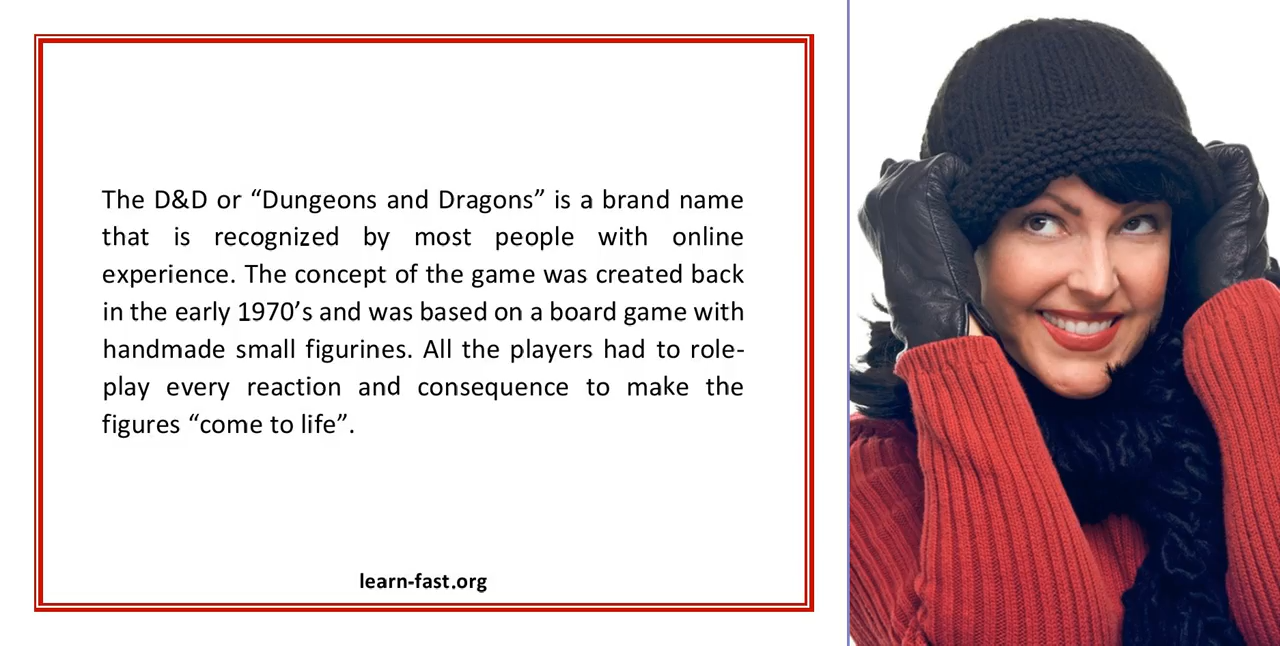 The D&D or “Dungeons and Dragons” is a brand name
that is recognized by most people with online
experience. The concept of the game was created back
in the early 1970’s and was based on a board game with
handmade small figurines. All the players had to role-
play every reaction and consequence to make the
figures “come to life”.
learn-fast.org